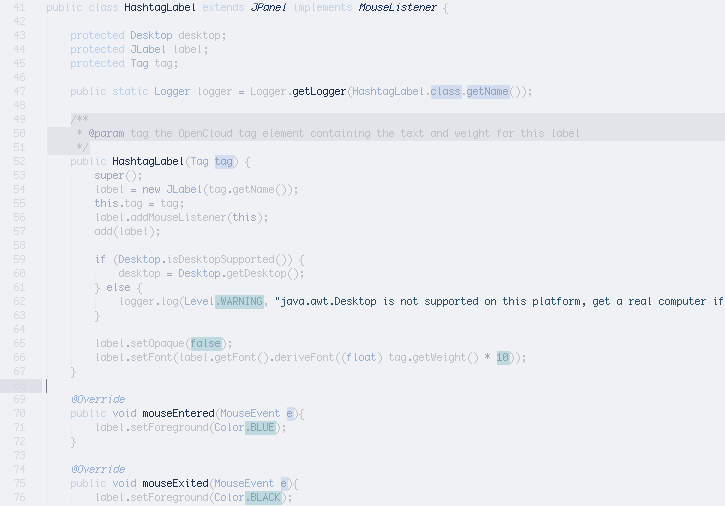 41 public class HashtagLabel extends JPanel implements MouseListener {
42
43 protected Desktop desktop;
44 protected JLabel label;
45 protected Tag tag;
46
47 public static Logger logger = Logger.getLogger(HashtagLabel.class.getName());
48
49 /**
50 * @param tag the OpenCloud tag element containing the text and weight for this label
51 */
52 public HashtagLabel(Tag tag) {
53 super();
54 label = new JLabel(tag.getName());
55 this.tag = tag;
56 label.addMouseListener(this);
57 add(label);
58
59 if (Desktop.isDesktopSupported()) {
60 desktop = Desktop.getDesktop();
61 } else {
62 logger.log(Level.WARNING, "java.awt.Desktop is not supported on this platform, get a real computer if
63 }
64
65 label.setOpaque(false);
66 label.setFont(label.getFont().deriveFont((float) tag.getWeight() * 10));
67 }
68
69 @Override
70 public void mouseEntered(MouseEvent e){
71 label.setForeground(Color.BLUE);
72 }
73
74 @Override
75 public void mouseExited(MouseEvent e){
76 label.setForeground(Color.BLACK);